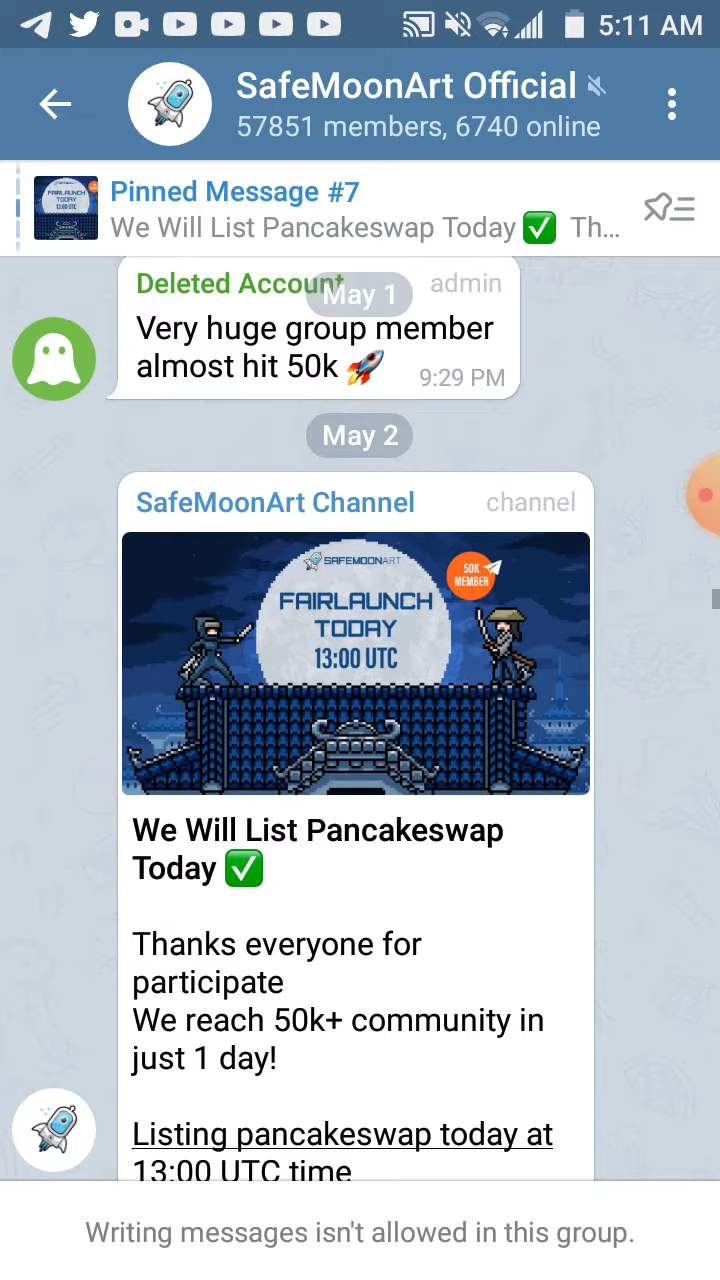 5:11 AM
SafeMoonArt Official
57851 members, 6740 online
Pinned Message #7
We Will List Pancakeswap Today ✅ Th...
Deleted Account
admin
May 1
Very huge group member
almost hit 50k 🚀
9:29 PM
May 2
SafeMoonArt Channel
channel
SAFEMOONART
50K
MEMBER
FAIRLAUNCH
TODAY
13:00 UTC
We Will List Pancakeswap
Today ✅
Thanks everyone for
participate
We reach 50k+ community in
just 1 day!
Listing pancakeswap today at
13:00 UTC time
Writing messages isn't allowed in this group.